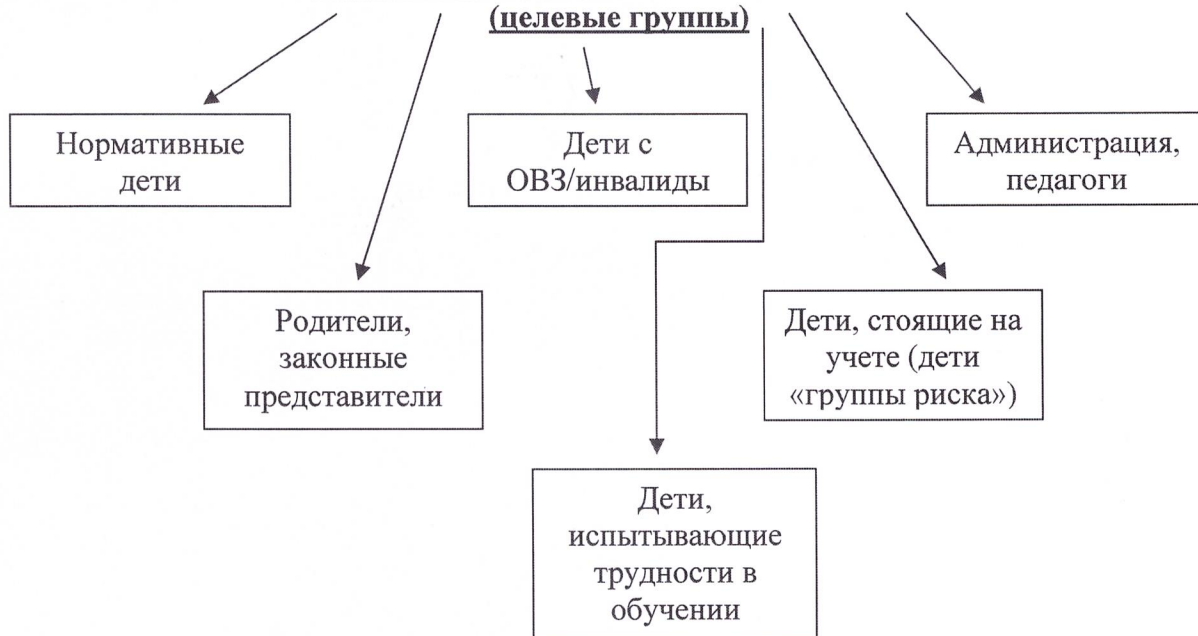 (целевые группы)
Нормативные
дети
Дети с
ОВЗ/инвалиды
Администрация,
педагоги
Родители,
законные
представители
Дети, стоящие на
учете (дети
«группы риска»)
Дети,
испытывающие
трудности в
обучении